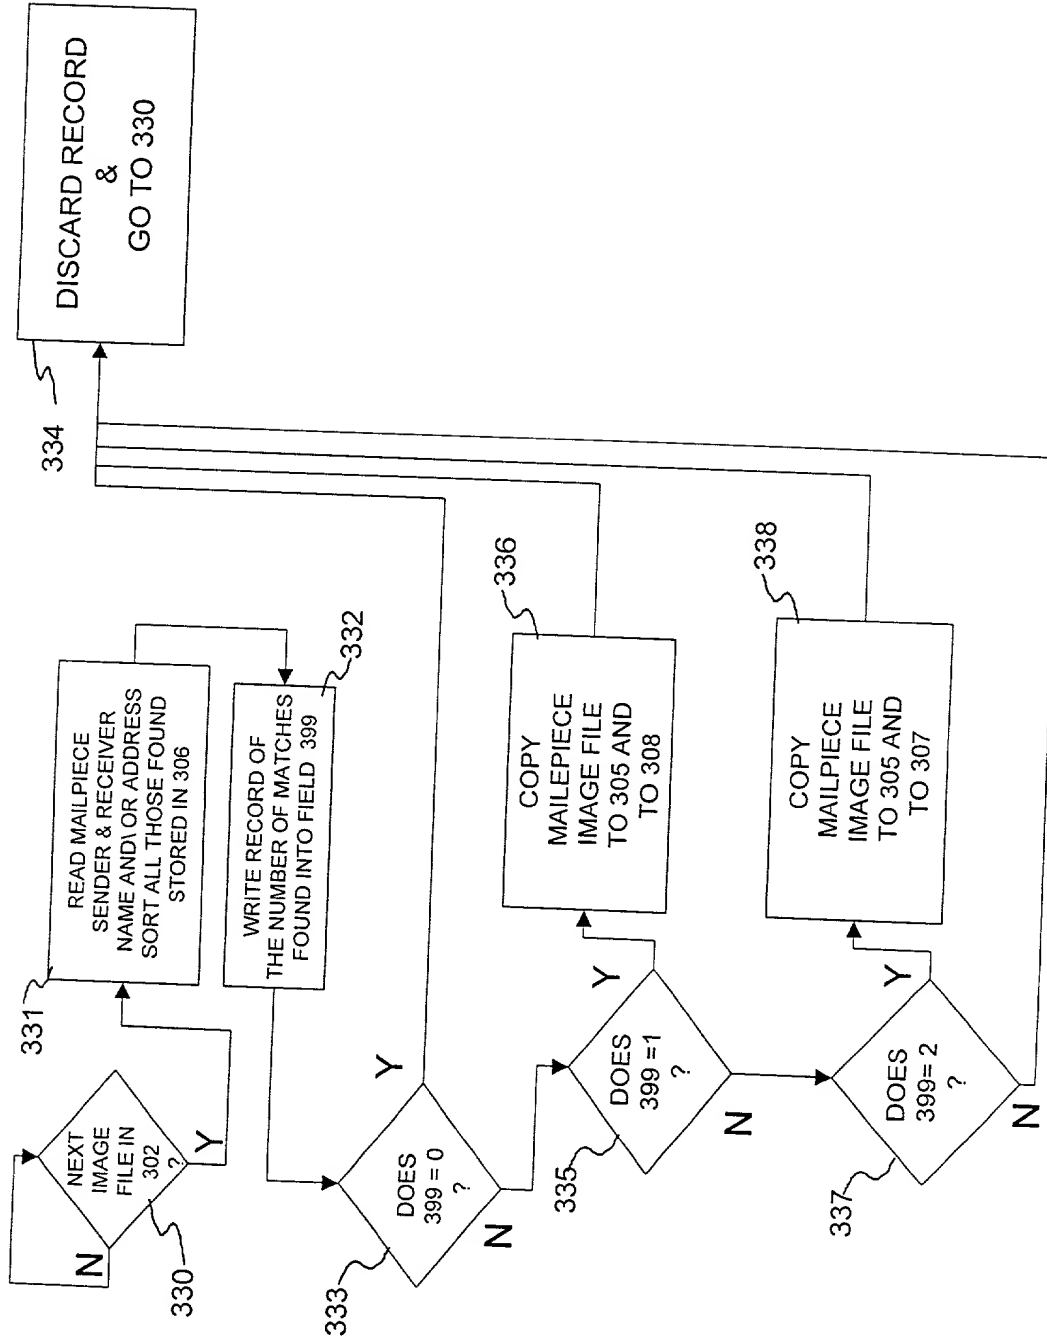 NEXT
IMAGE
FILE IN
302
?
N
Y
330
331
READ MAILPIECE
SENDER & RECEIVER
NAME AND\ OR ADDRESS
SORT ALL THOSE FOUND
STORED IN 306
WRITE RECORD OF
THE NUMBER OF MATCHES
FOUND INTO FIELD 399
332
DOES
399 = 0
?
Y
N
333
334
DISCARD RECORD
&
GO TO 330
DOES
399 =1
?
Y
N
335
336
COPY
MAILEPIECE
IMAGE FILE
TO 305 AND
TO 308
DOES
399= 2
?
Y
N
337
338
COPY
MAILPIECE
IMAGE FILE
TO 305 AND
TO 307